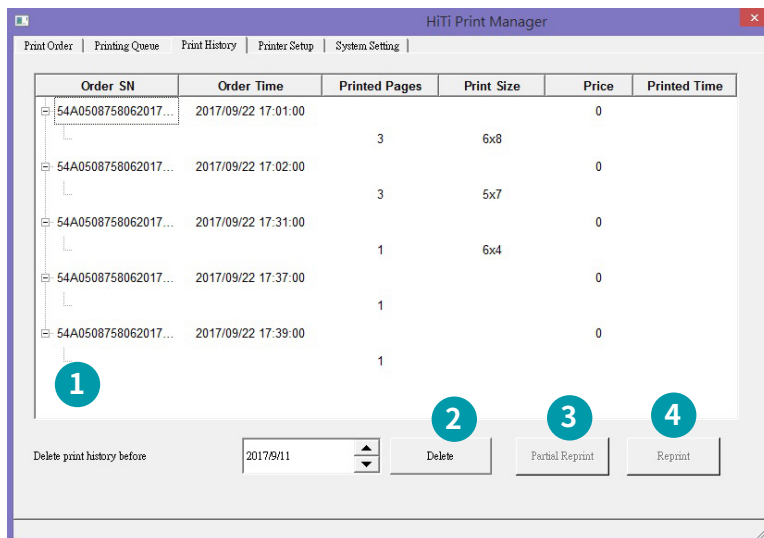 HiTi Print Manager
Print Order Printing Queue Print History Printer Setup System Setting
Order SN Order Time Printed Pages Print Size Price Printed Time
54A0508758062017... 2017/09/22 17:01:00 0
3 6x8
54A0508758062017... 2017/09/22 17:02:00 0
3 5x7
54A0508758062017... 2017/09/22 17:31:00 0
1 6x4
54A0508758062017... 2017/09/22 17:37:00 0
1
54A0508758062017... 2017/09/22 17:39:00 0
1
1
2 3 4
Delete print history before 2017/9/11 Delete Partial Reprint Reprint